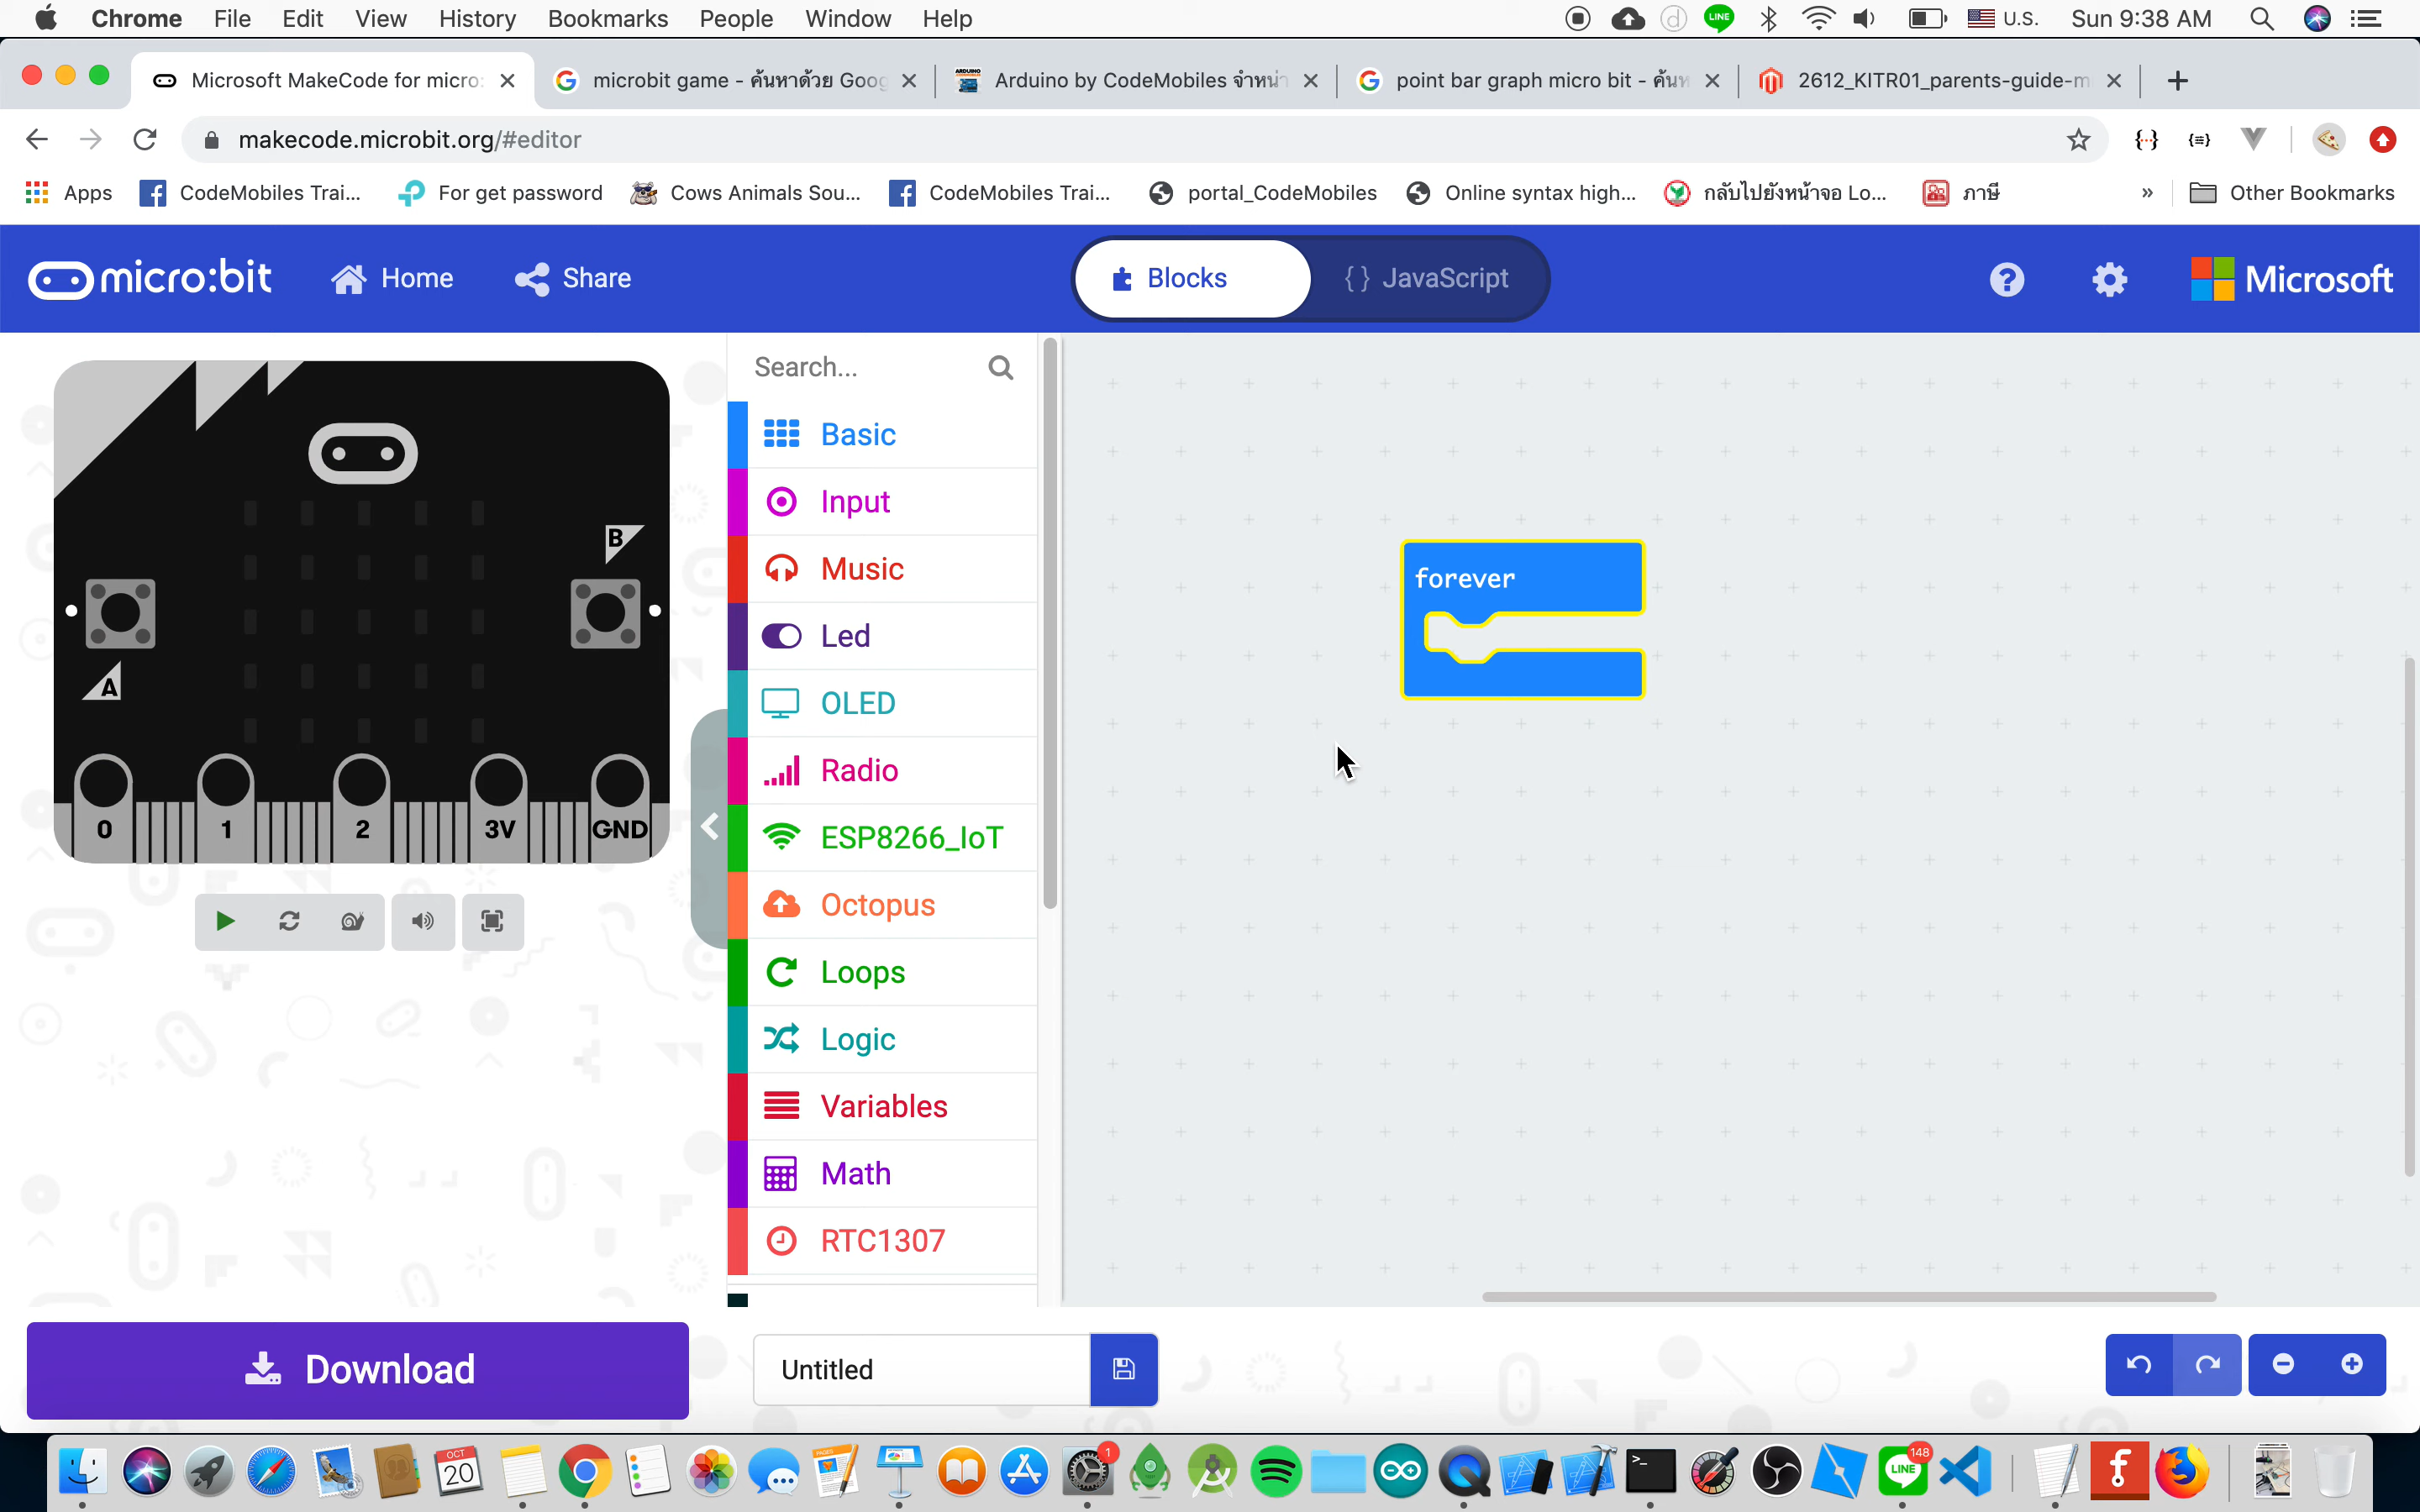 Chrome File Edit View History Bookmarks People Window Help
LINE U.S. Sun 9:38 AM
Microsoft MakeCode for micro: microbit game - ค้นหาด้วย Goog Arduino by CodeMobiles จำหน่า point bar graph micro bit - ค้นห 2612_KITR01_parents-guide-m
makecode.microbit.org/#editor
Apps CodeMobiles Trai... For get password Cows Animals Sou... CodeMobiles Trai... portal_CodeMobiles Online syntax high... กลับไปยังหน้าจอ Lo... ภาษี » Other Bookmarks
micro:bit Home Share Blocks {} JavaScript ? Microsoft
Search...
Basic
Input
Music
Led
OLED
Radio
ESP8266_IoT
Octopus
Loops
Logic
Variables
Math
RTC1307
B
A
0 1 2 3V GND
forever
Download
Untitled
OCT
20
PAGES
1
LINE
148